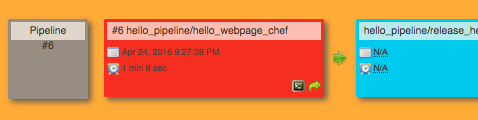 Pipeline
#6
#6 hello_pipeline/hello_webpage_chef
Apr 24, 2016 9:27:38 PM
1 min 6 sec
hello_pipeline/release_he
N/A
N/A